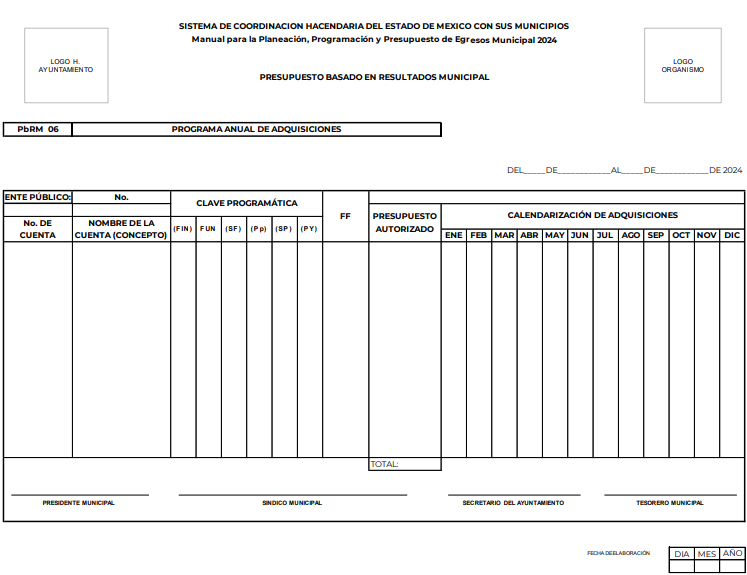 SISTEMA DE COORDINACION HACENDARIA DEL ESTADO DE MEXICO CON SUS MUNICIPIOS
Manual para la Planeación, Programación y Presupuesto de Egresos Municipal 2024
LOGO H.
AYUNTAMIENTO
LOGO
ORGANISMO
PRESUPUESTO BASADO EN RESULTADOS MUNICIPAL
PbRM 06 PROGRAMA ANUAL DE ADQUISICIONES
DEL_____DE_____________AL_____DE_____________DE 2024
ENTE PÚBLICO: No.
CLAVE PROGRAMÁTICA
FF
PRESUPUESTO
AUTORIZADO
CALENDARIZACIÓN DE ADQUISICIONES
No. DE
CUENTA
NOMBRE DE LA
CUENTA (CONCEPTO)
(FIN) FUN (SF) (Pp) (SP) (PY)
ENE FEB MAR ABR MAY JUN JUL AGO SEP OCT NOV DIC
TOTAL:
PRESIDENTE MUNICIPAL SINDICO MUNICIPAL SECRETARIO DEL AYUNTAMIENTO TESORERO MUNICIPAL
FECHA DE ELABORACIÓN DIA MES AÑO